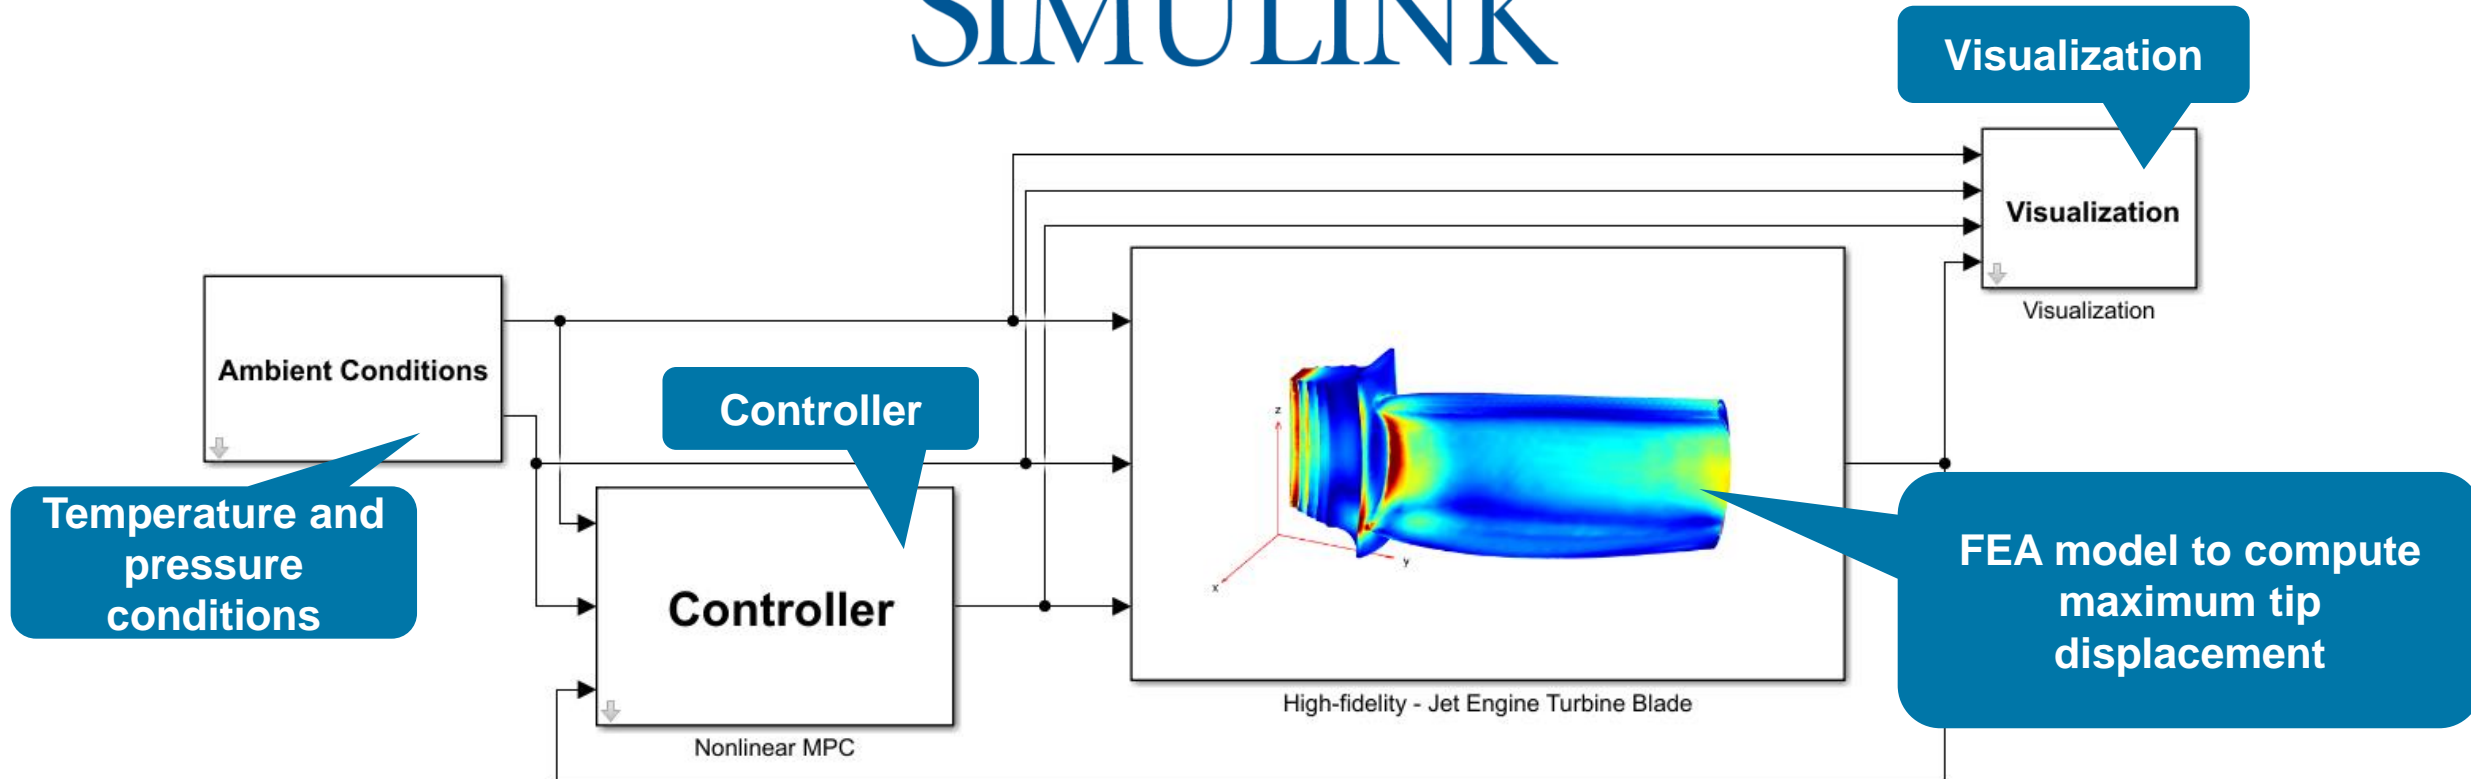 SIMULINK
Visualization
Visualization
Visualization
Ambient Conditions
Temperature and
pressure
conditions
Controller
Controller
Nonlinear MPC
z
y
x
High-fidelity - Jet Engine Turbine Blade
FEA model to compute
maximum tip
displacement